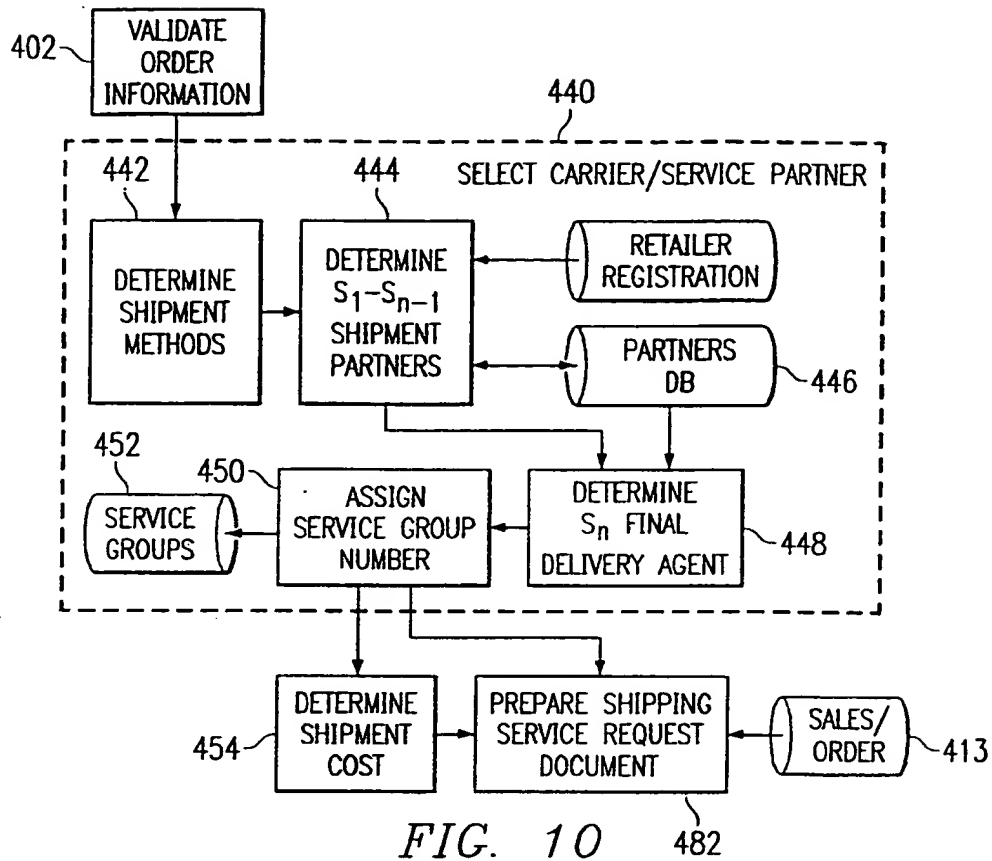 402
VALIDATE
ORDER
INFORMATION
440
SELECT CARRIER/SERVICE PARTNER
442
DETERMINE
SHIPMENT
METHODS
444
DETERMINE
S1-Sn-1
SHIPMENT
PARTNERS
RETAILER
REGISTRATION
PARTNERS
DB
446
452
SERVICE
GROUPS
450
ASSIGN
SERVICE GROUP
NUMBER
DETERMINE
Sn FINAL
DELIVERY AGENT
448
454
DETERMINE
SHIPMENT
COST
PREPARE SHIPPING
SERVICE REQUEST
DOCUMENT
482
SALES/
ORDER
413
FIG. 10